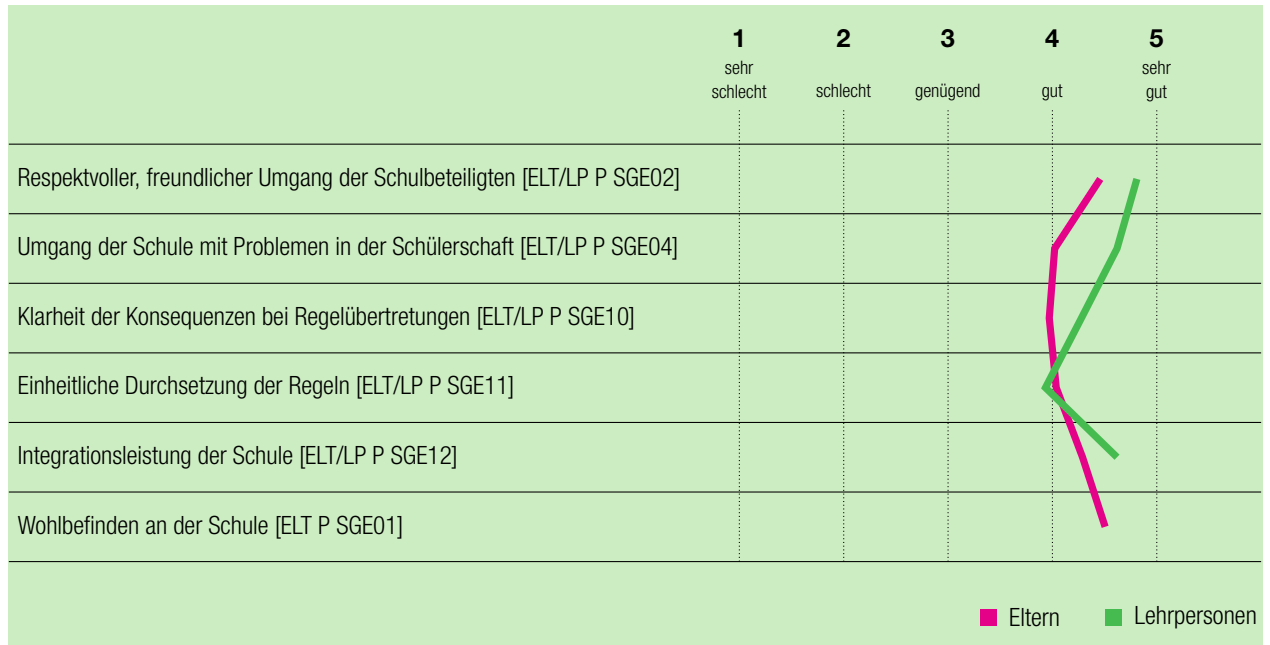 1 2 3 4 5
sehr schlecht schlecht genügend gut sehr gut
Respektvoller, freundlicher Umgang der Schulbeteiligten [ELT/LP P SGE02]
Umgang der Schule mit Problemen in der Schülerschaft [ELT/LP P SGE04]
Klarheit der Konsequenzen bei Regelübertretungen [ELT/LP P SGE10]
Einheitliche Durchsetzung der Regeln [ELT/LP P SGE11]
Integrationsleistung der Schule [ELT/LP P SGE12]
Wohlbefinden an der Schule [ELT P SGE01]
Eltern Lehrpersonen